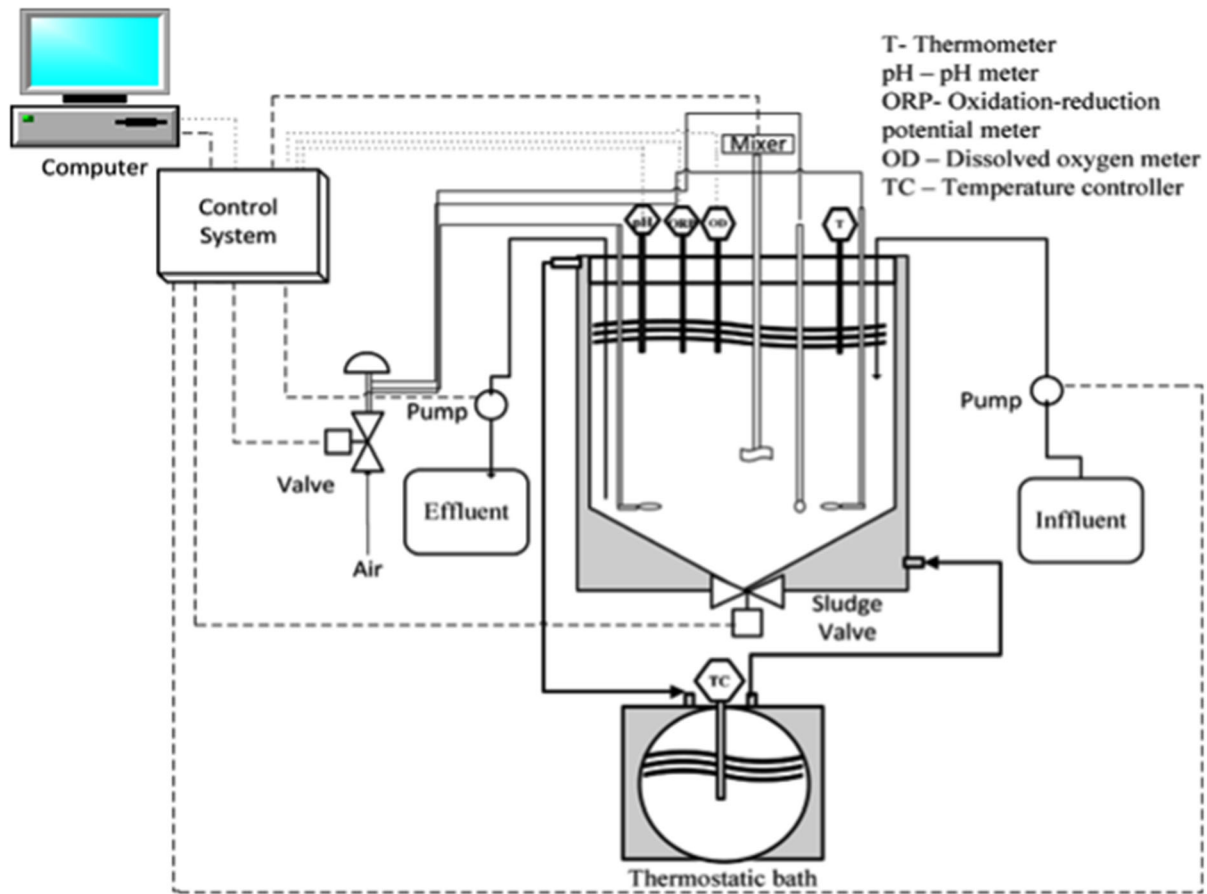 T- Thermometer
pH – pH meter
ORP- Oxidation-reduction
potential meter
OD – Dissolved oxygen meter
TC – Temperature controller
Computer
Mixer
Control
System
pH
ORP
OD
T
Pump
Pump
Valve
Effluent
Inffluent
Air
Sludge
Valve
TC
Thermostatic bath